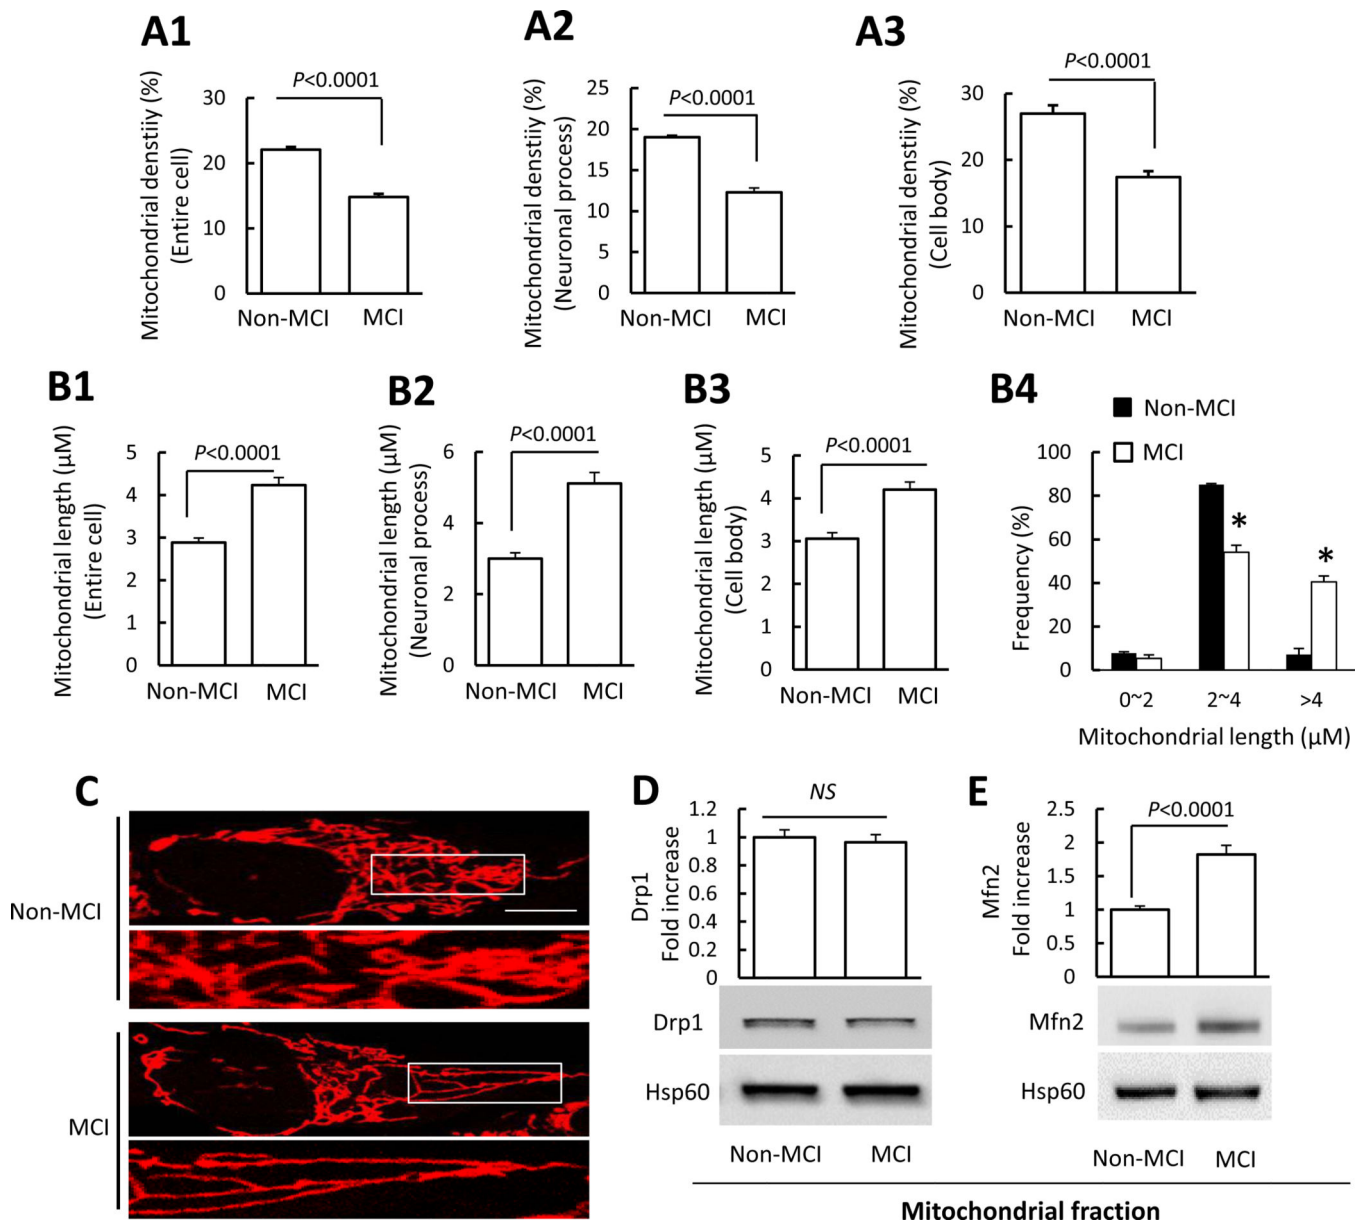 A1
P<0.0001
Mitochondrial denstiiy (%)
(Entire cell)
30
20
10
0
Non-MCI MCI
A2
P<0.0001
Mitochondrial denstiiy (%)
(Neuronal process)
25
20
15
10
5
0
Non-MCI MCI
A3
P<0.0001
Mitochondrial denstiiy (%)
(Cell body)
30
20
10
0
Non-MCI MCI
B1
P<0.0001
Mitochondrial length (µM)
(Entire cell)
5
4
3
2
1
0
Non-MCI MCI
B2
P<0.0001
Mitochondrial length (µM)
(Neuronal process)
6
4
2
0
Non-MCI MCI
B3
P<0.0001
Mitochondrial length (µM)
(Cell body)
5
4
3
2
1
0
Non-MCI MCI
B4
Non-MCI
MCI
Frequency (%)
100
80
60
40
20
0
* *
0~2 2~4 >4
Mitochondrial length (µM)
C
Non-MCI
MCI
D
NS
Drp1
Fold increase
1.2
1
0.8
0.6
0.4
0.2
0
Drp1
Hsp60
Non-MCI MCI
E
P<0.0001
Mfn2
Fold increase
2.5
2
1.5
1
0.5
0
Mfn2
Hsp60
Non-MCI MCI
Mitochondrial fraction